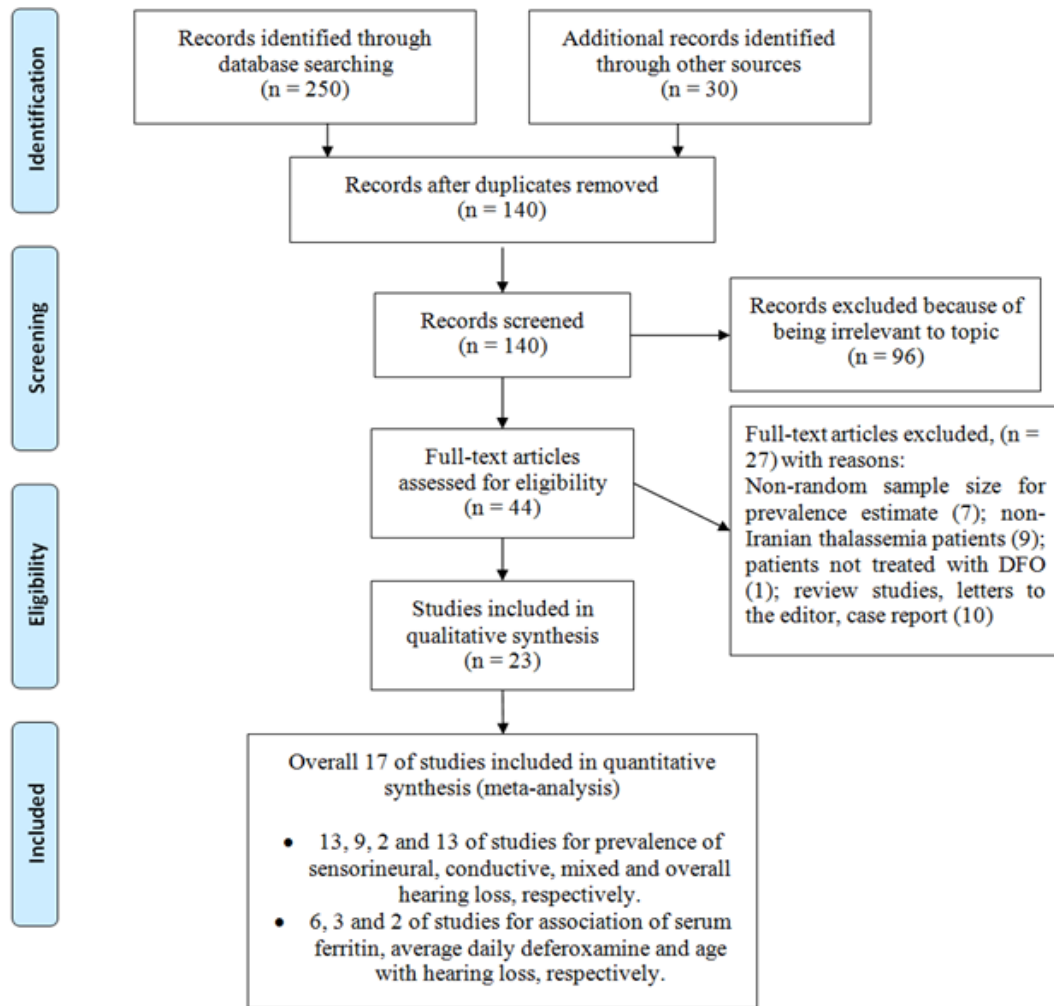 Identification
Records identified through
database searching
(n = 250)
Additional records identified
through other sources
(n = 30)
Records after duplicates removed
(n = 140)
Screening
Records screened
(n = 140)
Records excluded because of
being irrelevant to topic
(n = 96)
Eligibility
Full-text articles
assessed for eligibility
(n = 44)
Full-text articles excluded, (n =
27) with reasons:
Non-random sample size for
prevalence estimate (7); non-
Iranian thalassemia patients (9);
patients not treated with DFO
(1); review studies, letters to
the editor, case report (10)
Studies included in
qualitative synthesis
(n = 23)
Included
Overall 17 of studies included in quantitative
synthesis (meta-analysis)
• 13, 9, 2 and 13 of studies for prevalence of
sensorineural, conductive, mixed and overall
hearing loss, respectively.
• 6, 3 and 2 of studies for association of serum
ferritin, average daily deferoxamine and age
with hearing loss, respectively.